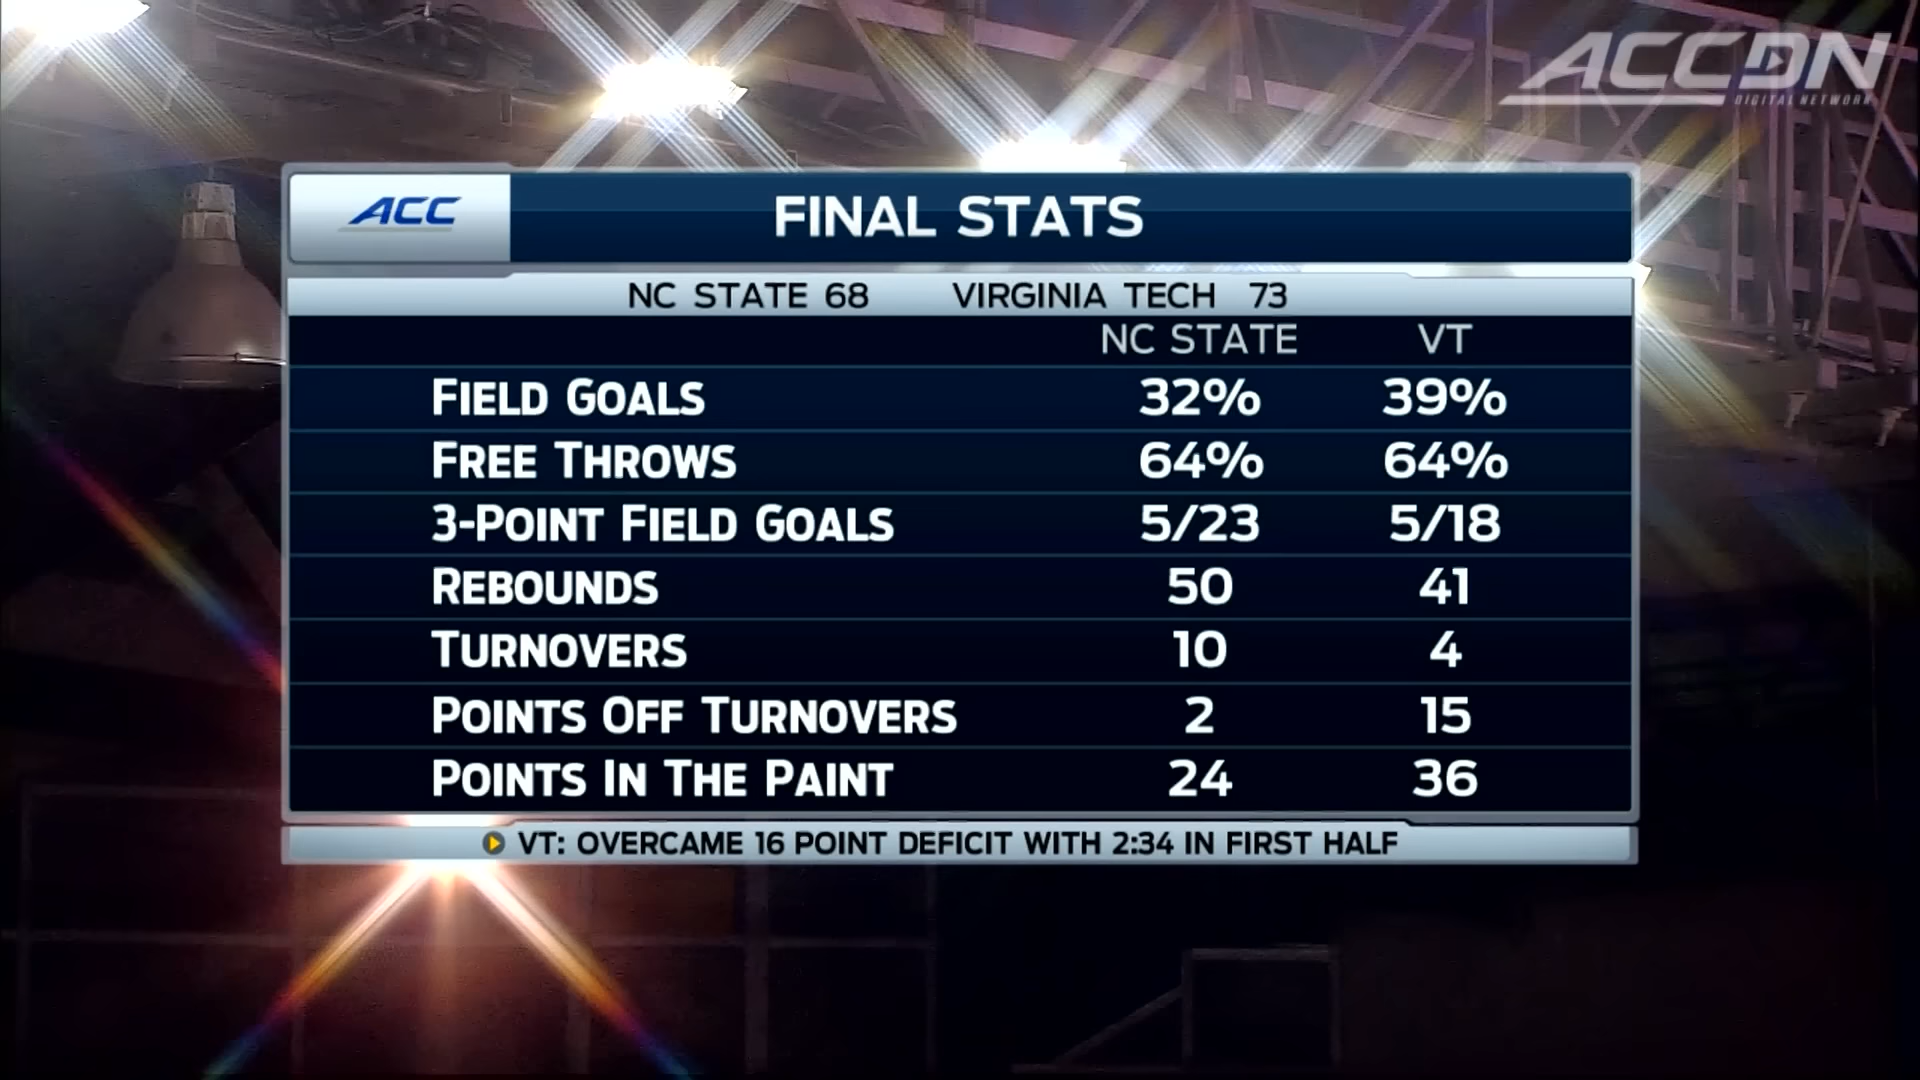 ACCDN
DIGITAL NETWORK
ACC
FINAL STATS
NC STATE 68 VIRGINIA TECH 73
NC STATE VT
FIELD GOALS 32% 39%
FREE THROWS 64% 64%
3-POINT FIELD GOALS 5/23 5/18
REBOUNDS 50 41
TURNOVERS 10 4
POINTS OFF TURNOVERS 2 15
POINTS IN THE PAINT 24 36
VT: OVERCAME 16 POINT DEFICIT WITH 2:34 IN FIRST HALF